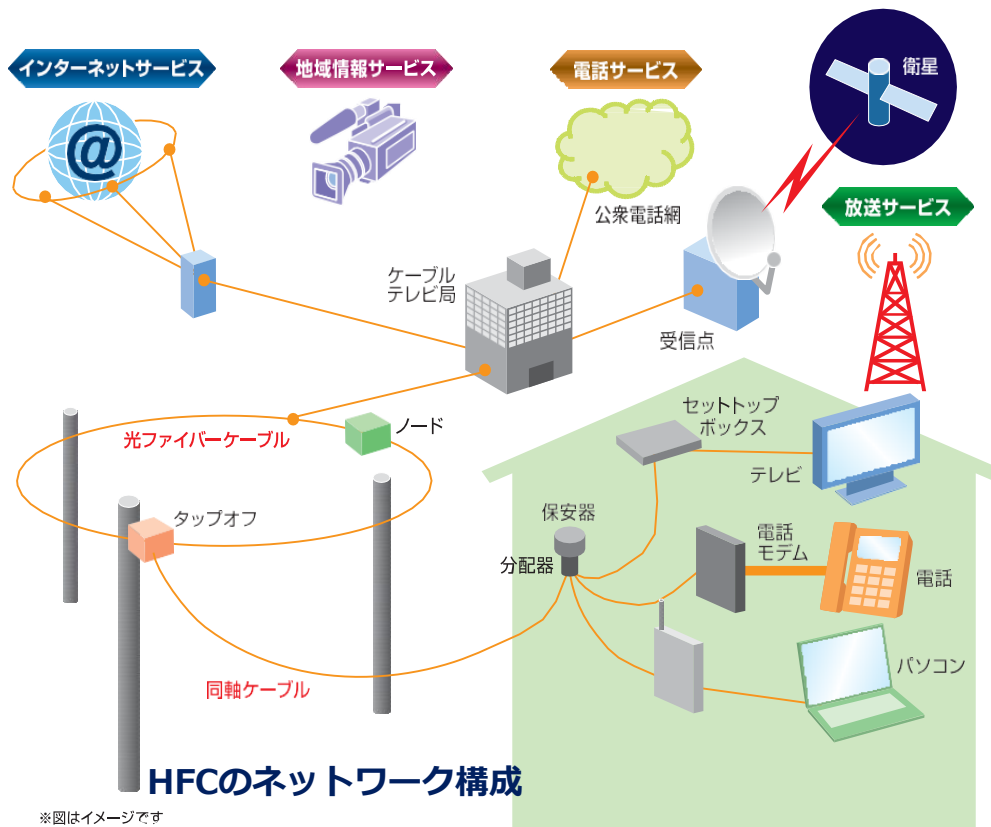 インターネットサービス
地域情報サービス
電話サービス
衛星
@
放送サービス
公衆電話網
ケーブル
テレビ局
受信点
セットトップ
ボックス
光ファイバーケーブル
ノード
テレビ
タップオフ
保安器
電話
モデム
分配器
電話
パソコン
同軸ケーブル
HFCのネットワーク構成
※図はイメージです